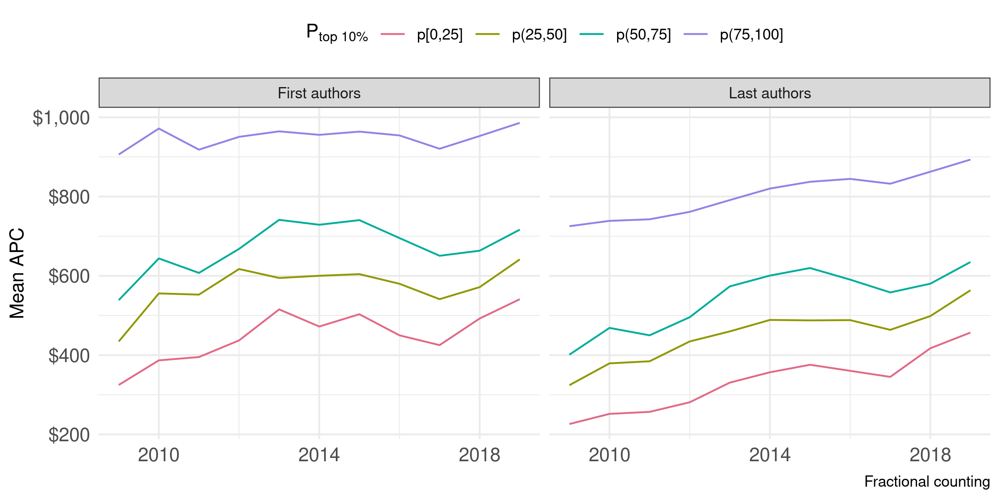 P top 10% p[0,25] p(25,50] p(50,75] p(75,100]
First authors Last authors
Mean APC
$1,000
$800
$600
$400
$200
2010 2014 2018 2010 2014 2018
Fractional counting